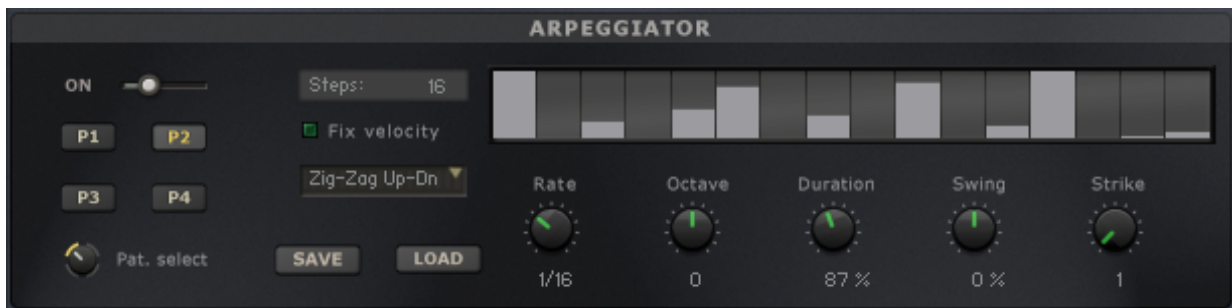 ARPEGGIATOR
ON
P1
P2
P3
P4
Pat. select
Steps: 16
Fix velocity
Zig-Zag Up-Dn
SAVE
LOAD
Rate
1/16
Octave
0
Duration
87 %
Swing
0 %
Strike
1